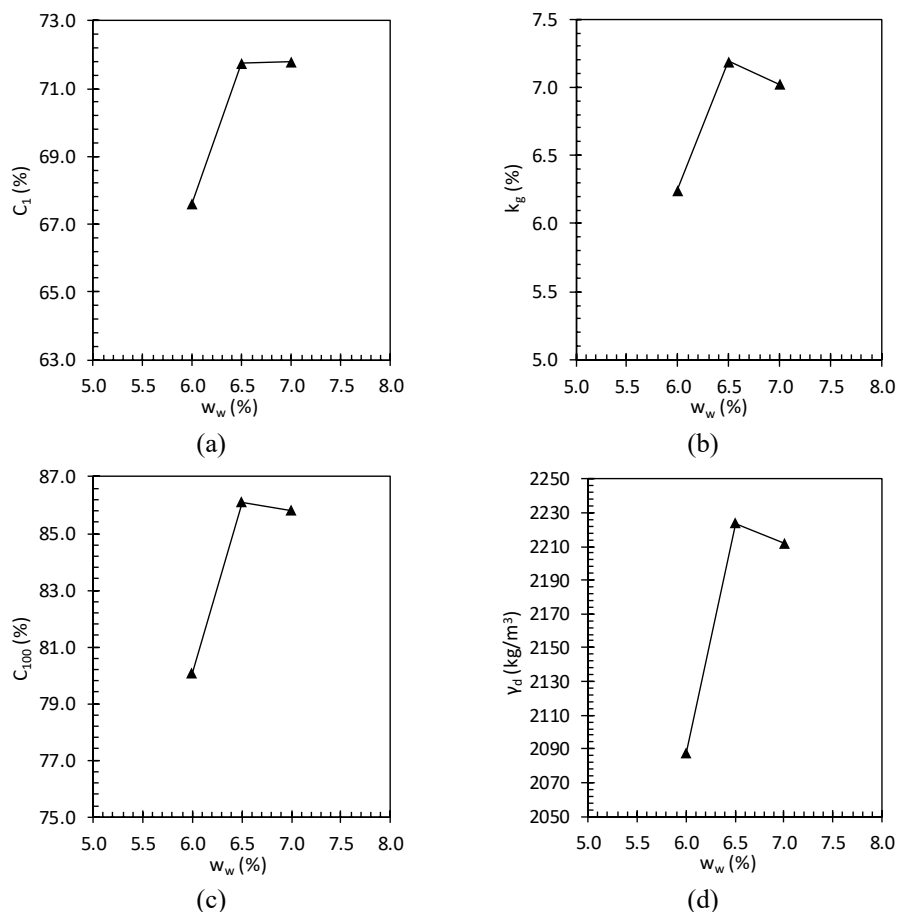 73.0
71.0
69.0
67.0
65.0
63.0
C1 (%)
5.0 5.5 6.0 6.5 7.0 7.5 8.0
ww (%)
(a)
7.5
7.0
6.5
6.0
5.5
5.0
kg (%)
5.0 5.5 6.0 6.5 7.0 7.5 8.0
ww (%)
(b)
87.0
85.0
83.0
81.0
79.0
77.0
75.0
C100 (%)
5.0 5.5 6.0 6.5 7.0 7.5 8.0
ww (%)
(c)
2250
2230
2210
2190
2170
2150
2130
2110
2090
2070
2050
γd (kg/m³)
5.0 5.5 6.0 6.5 7.0 7.5 8.0
ww (%)
(d)